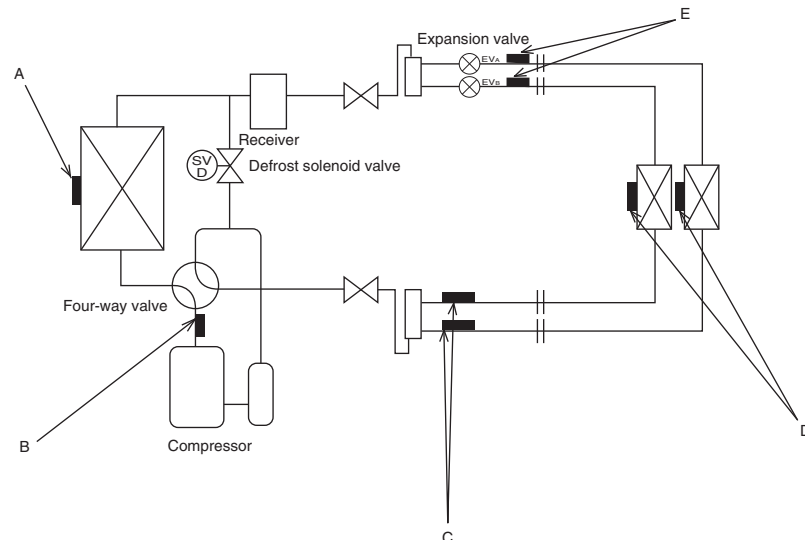 E
Expansion valve
A
EVA
EVB
Receiver
SV
D
Defrost solenoid valve
Four-way valve
B
Compressor
D
C